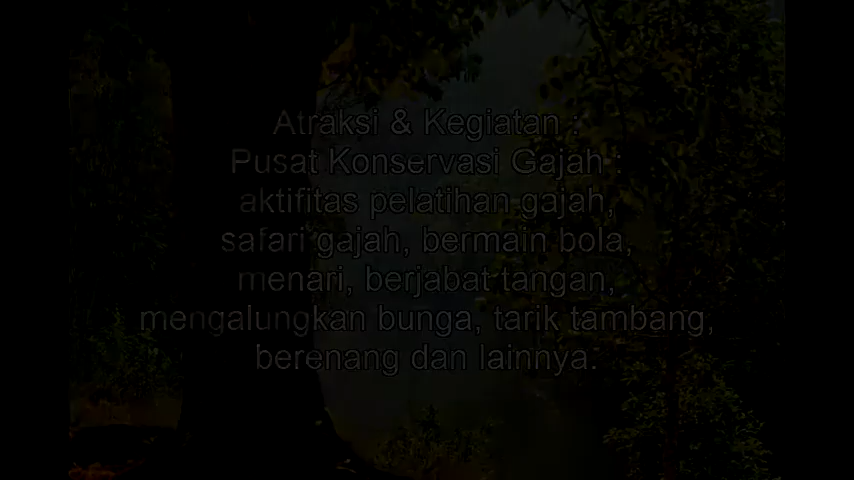 Atraksi & Kegiatan :
Pusat Konservasi Gajah :
aktifitas pelatihan gajah,
safari gajah, bermain bola,
menari, berjabat tangan,
mengalungkan bunga, tarik tambang,
berenang dan lainnya.